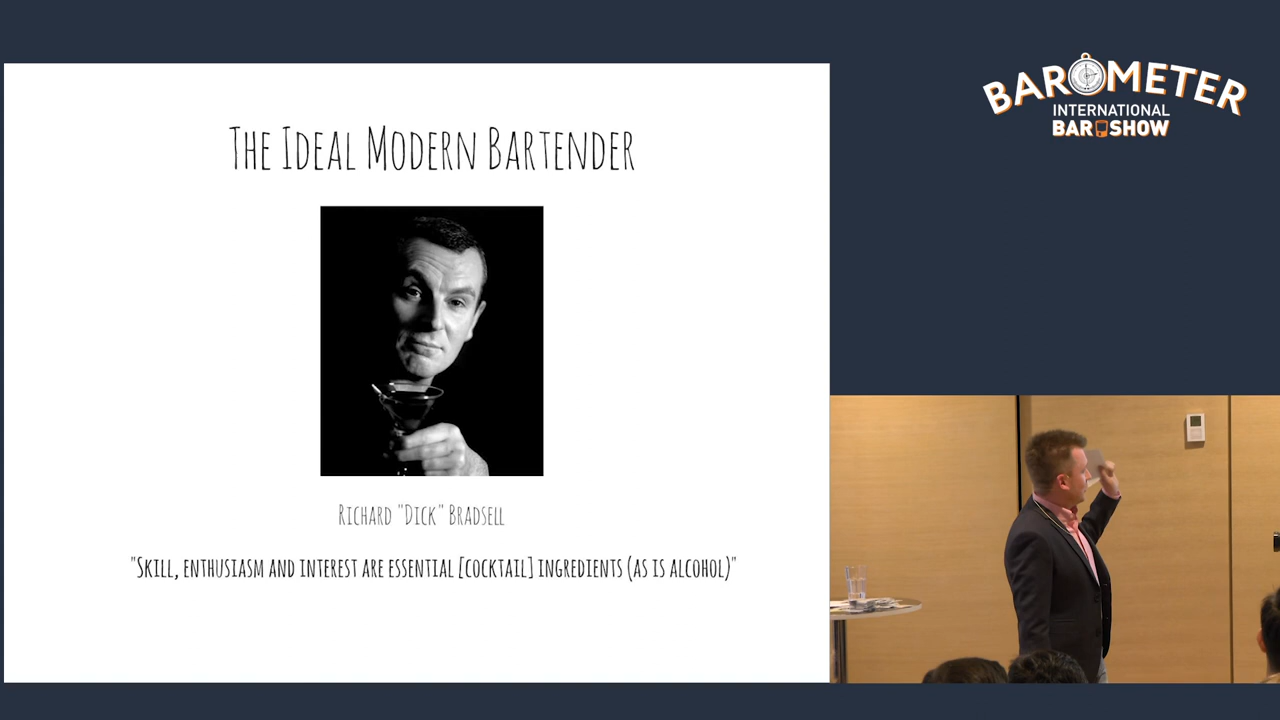 THE IDEAL MODERN BARTENDER
RICHARD "DICK" BRADSELL
"SKILL, ENTHUSIASM AND INTEREST ARE ESSENTIAL [COCKTAIL] INGREDIENTS (AS IS ALCOHOL)"
BAROMETER
INTERNATIONAL
BAR SHOW